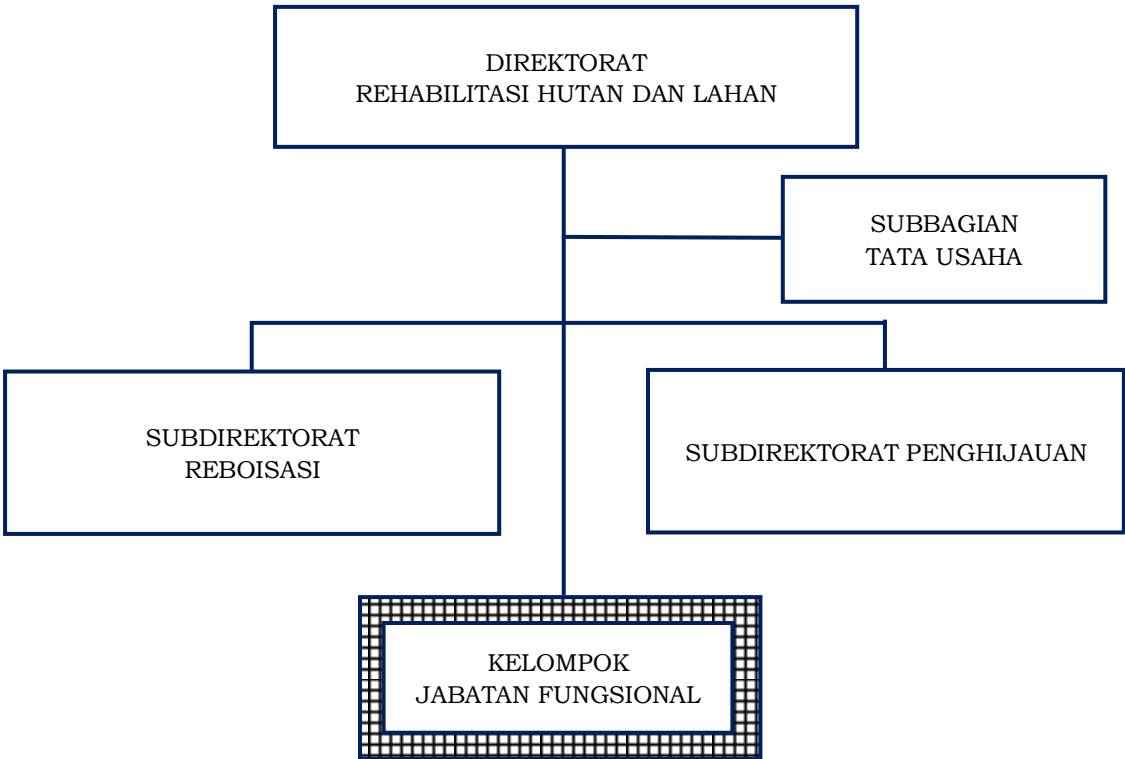 DIREKTORAT
REHABILITASI HUTAN DAN LAHAN
SUBBAGIAN
TATA USAHA
SUBDIREKTORAT
REBOISASI
SUBDIREKTORAT PENGHIJAUAN
KELOMPOK
JABATAN FUNGSIONAL